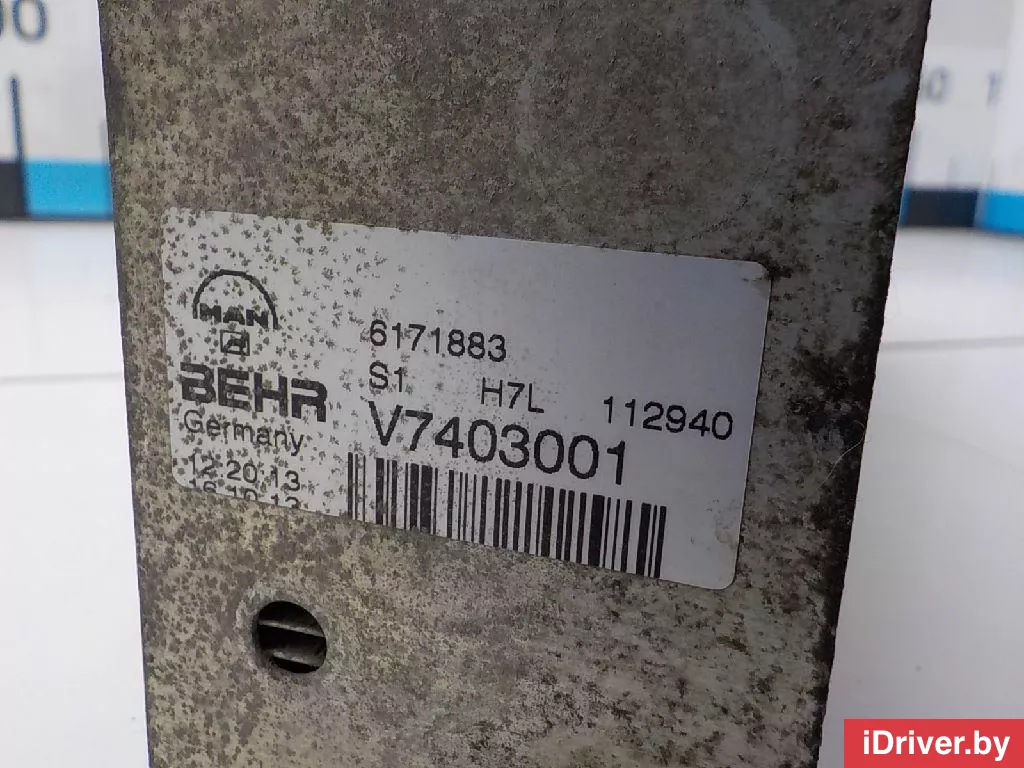 MAN
6171883
BEHR
S1 H7L 112940
Germany
V7403001
12:20:13
iDriver.by